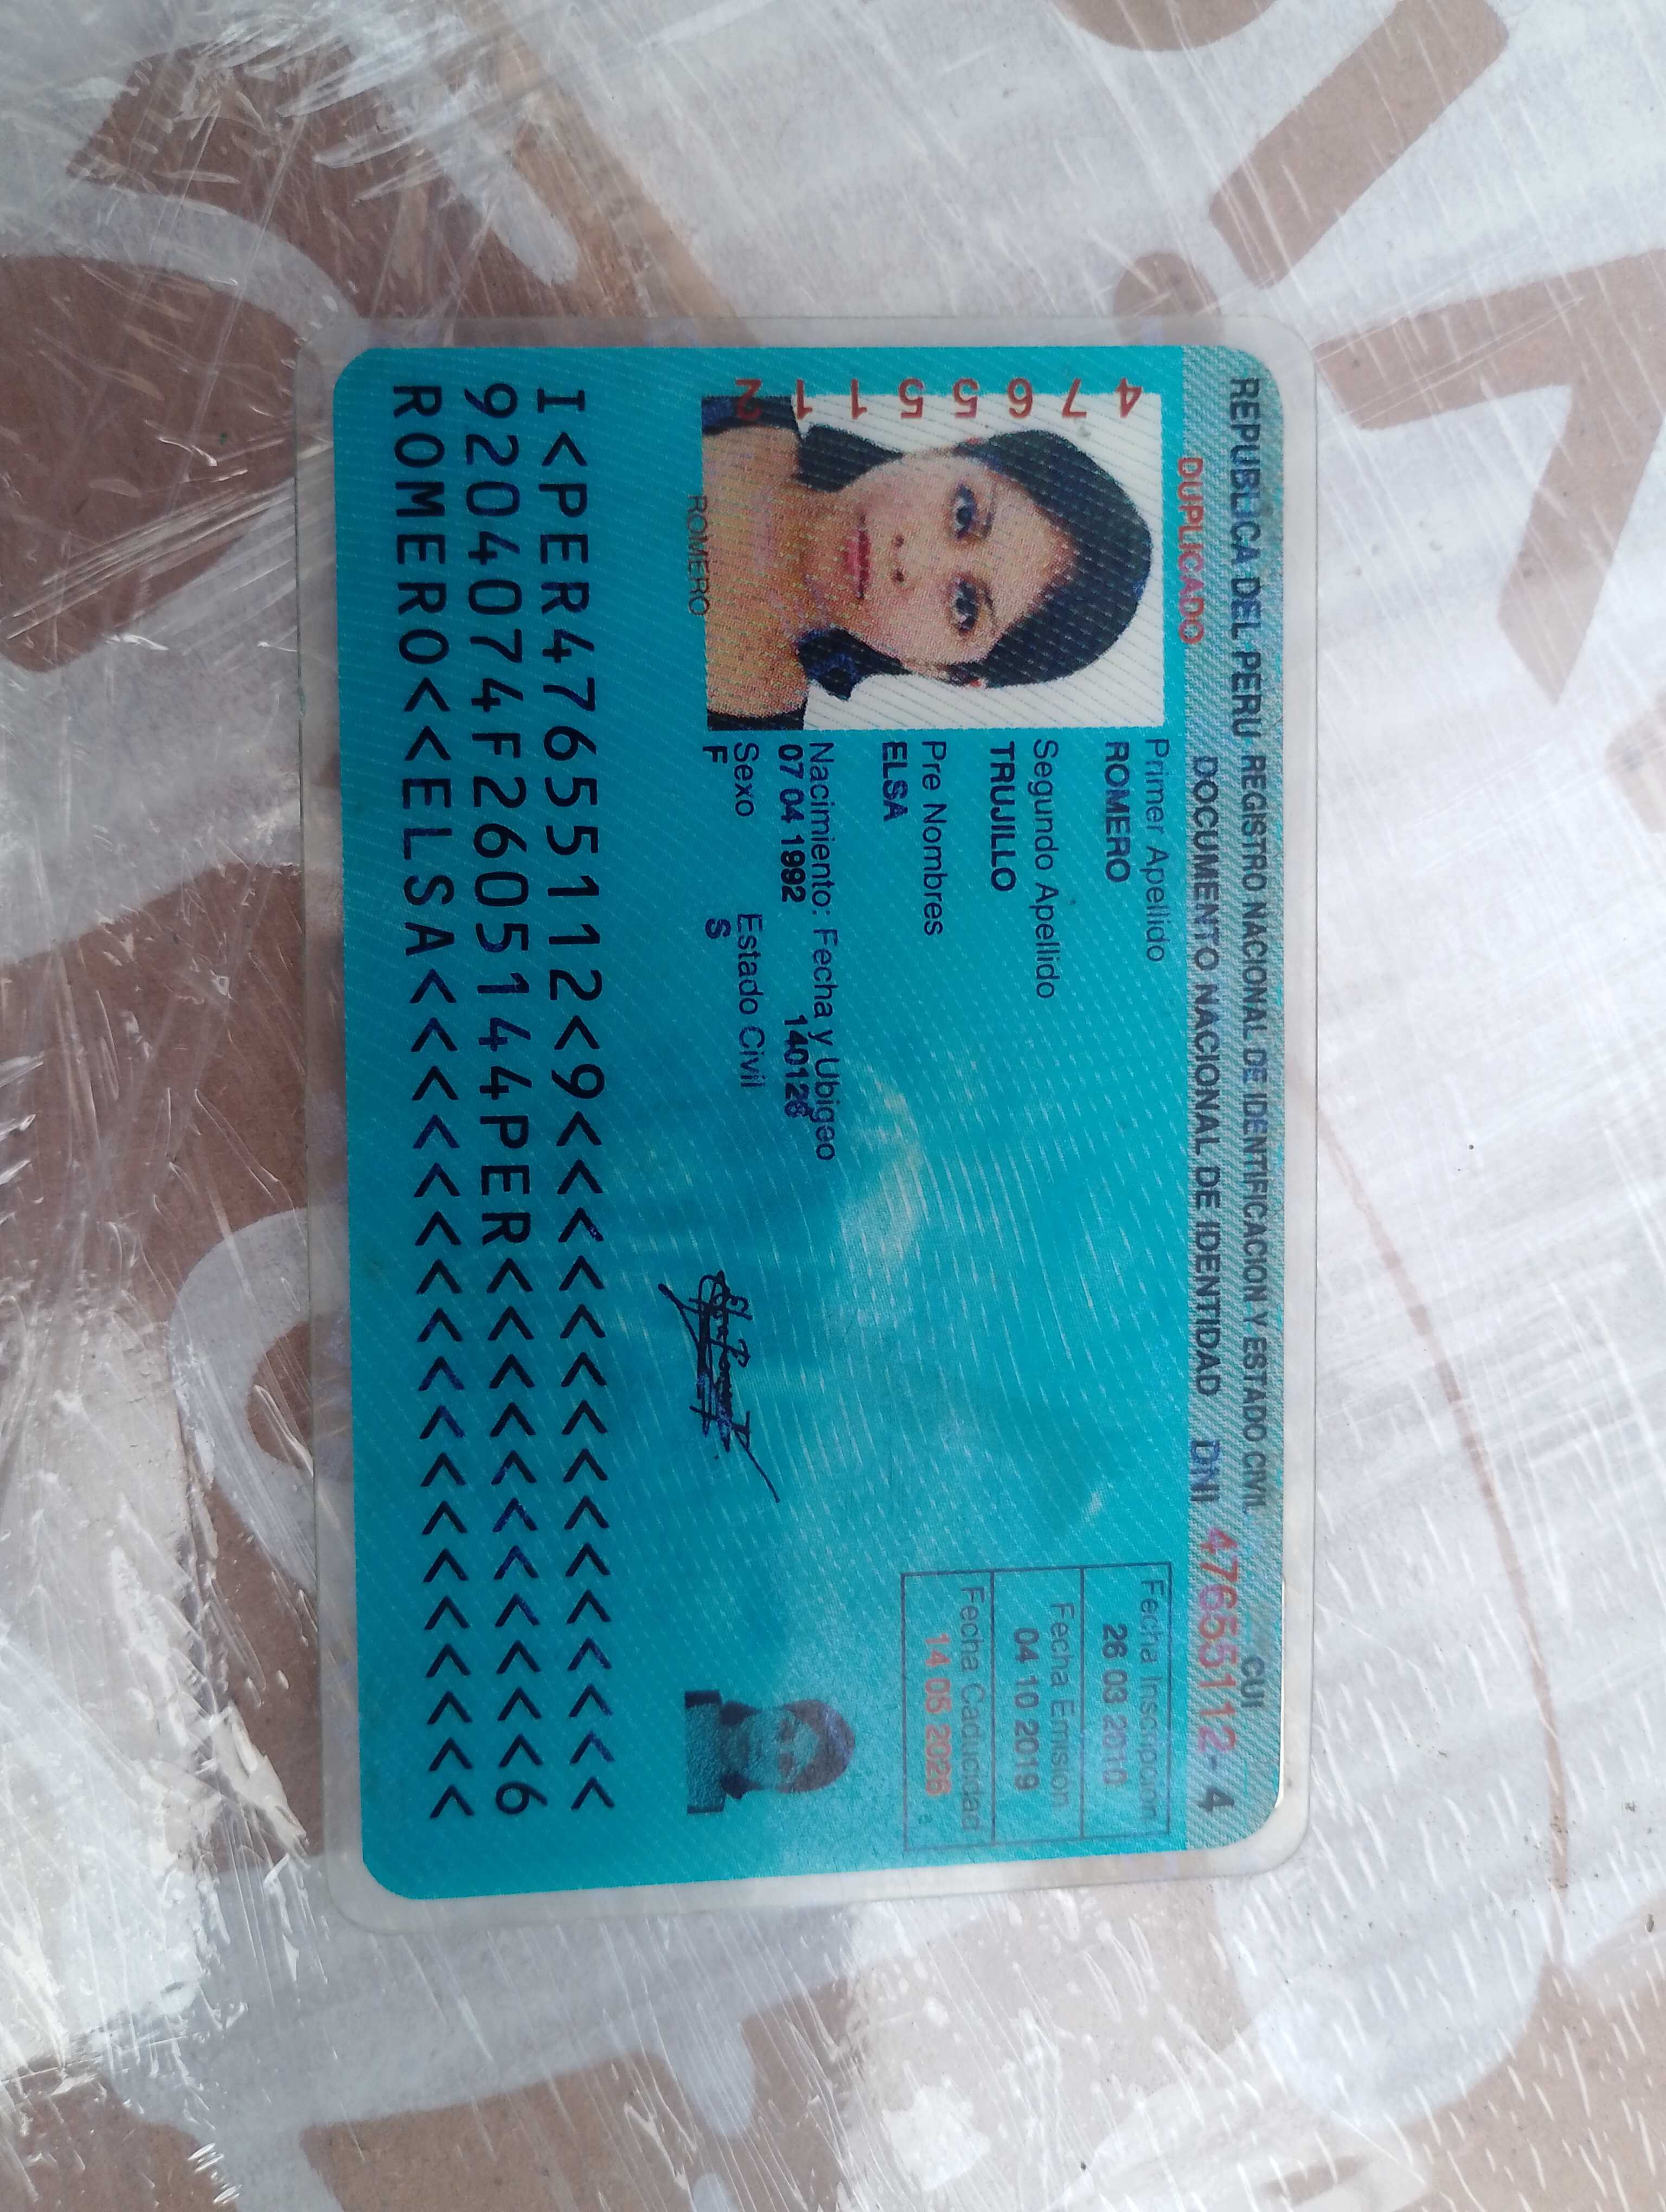 REPUBLICA DEL PERU REGISTRO NACIONAL DE IDENTIFICACION Y ESTADO CIVIL
CUI
DOCUMENTO NACIONAL DE IDENTIDAD DNI 47655112 - 4
DUPLICADO
47655112
Primer Apellido
ROMERO
Segundo Apellido
TRUJILLO
Pre Nombres
ELSA
Nacimiento: Fecha y Ubigeo
07 04 1992 140128
Sexo Estado Civil
F S
ROMERO
Fecha Inscripción
26 03 2010
Fecha Emisión
04 10 2019
Fecha Caducidad
14 05 2026
I<PER47655112<9<<<<<<<<<<<<<<<
9204074F2605144PER<<<<<<<<<<<6
ROMERO<<ELSA<<<<<<<<<<<<<<<<<<